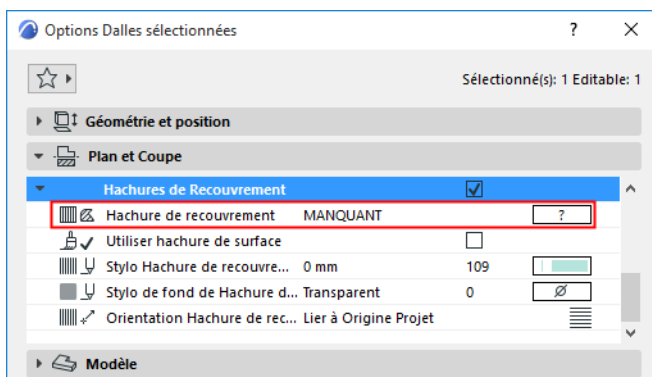 Options Dalles sélectionnées ? ×
Sélectionné(s): 1 Editable: 1
Géométrie et position
Plan et Coupe
Hachures de Recouvrement
Hachure de recouvrement MANQUANT ?
Utiliser hachure de surface
Stylo Hachure de recouvre... 0 mm 109
Stylo de fond de Hachure d... Transparent 0
Orientation Hachure de rec... Lier à Origine Projet
Modèle